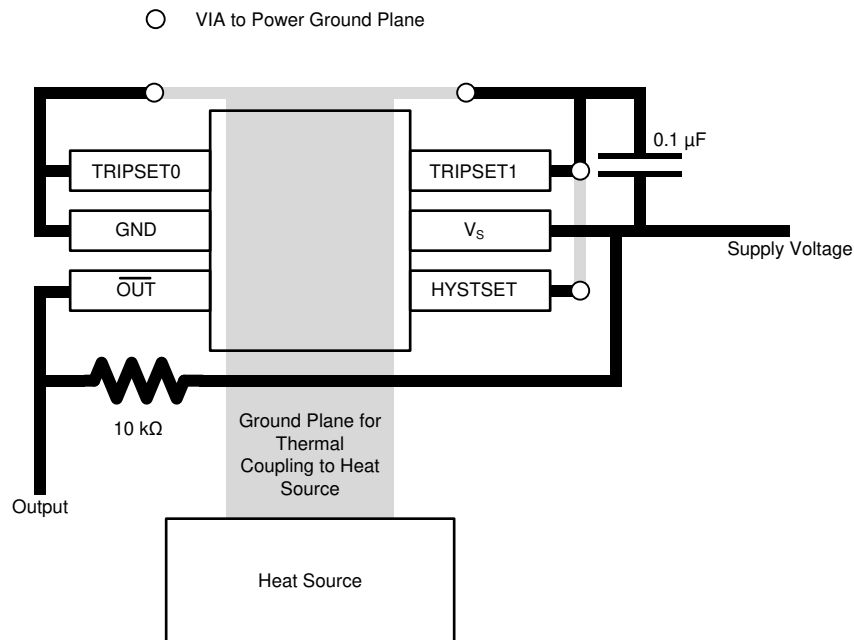 VIA to Power Ground Plane
0.1 µF
TRIPSET0
TRIPSET1
GND
VS
Supply Voltage
OUT
HYSTSET
10 kΩ
Ground Plane for
Thermal
Coupling to Heat
Source
Output
Heat Source